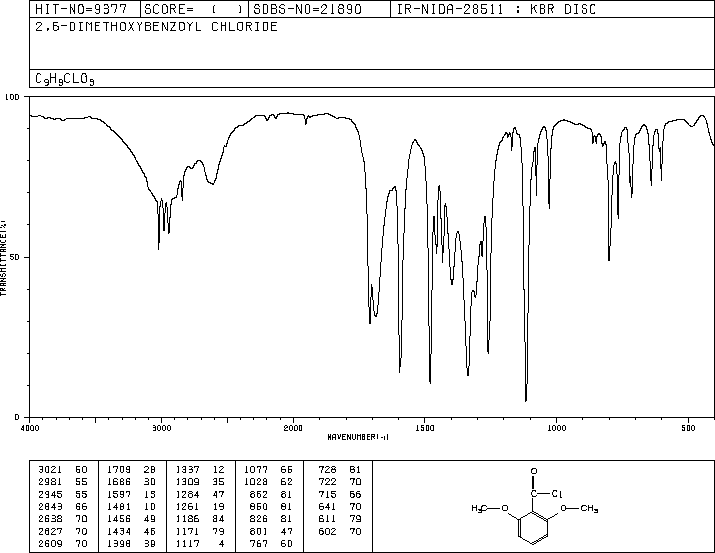 HIT-NO=9377 SCORE= ( ) SDBS-NO=21890 IR-NIDA-28511 : KBR DISC
2,6-DIMETHOXYBENZOYL CHLORIDE
C9H9CLO3
100
50
0
TRANSMITTANCE(%)
4000 3000 2000 1500 1000 500
WAVENUMBER(-1)
3021 60 1709 28 1337 12 1077 66 728 81
2981 55 1686 30 1309 35 1028 62 722 70
2945 55 1597 13 1284 47 862 81 715 66
2843 66 1481 10 1261 19 850 81 641 70
2638 70 1456 49 1186 84 826 81 611 79
2627 70 1434 46 1171 79 801 47 602 70
2609 70 1398 39 1117 4 767 60
O
C Cl
H3C O O CH3